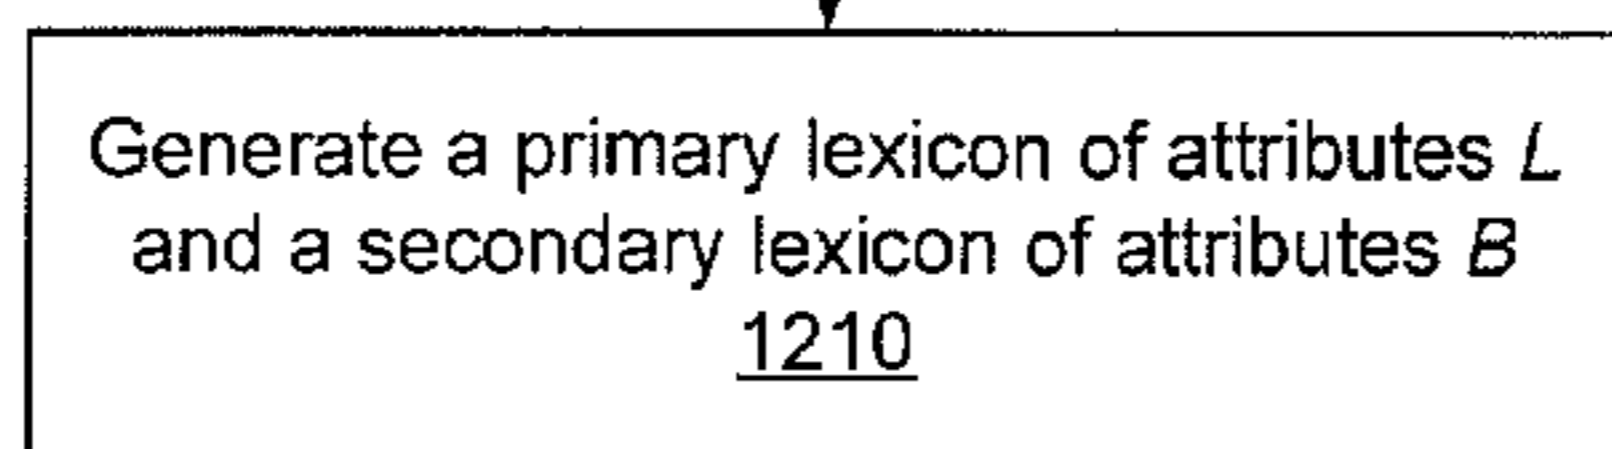 Generate a primary lexicon of attributes L
and a secondary lexicon of attributes B
1210